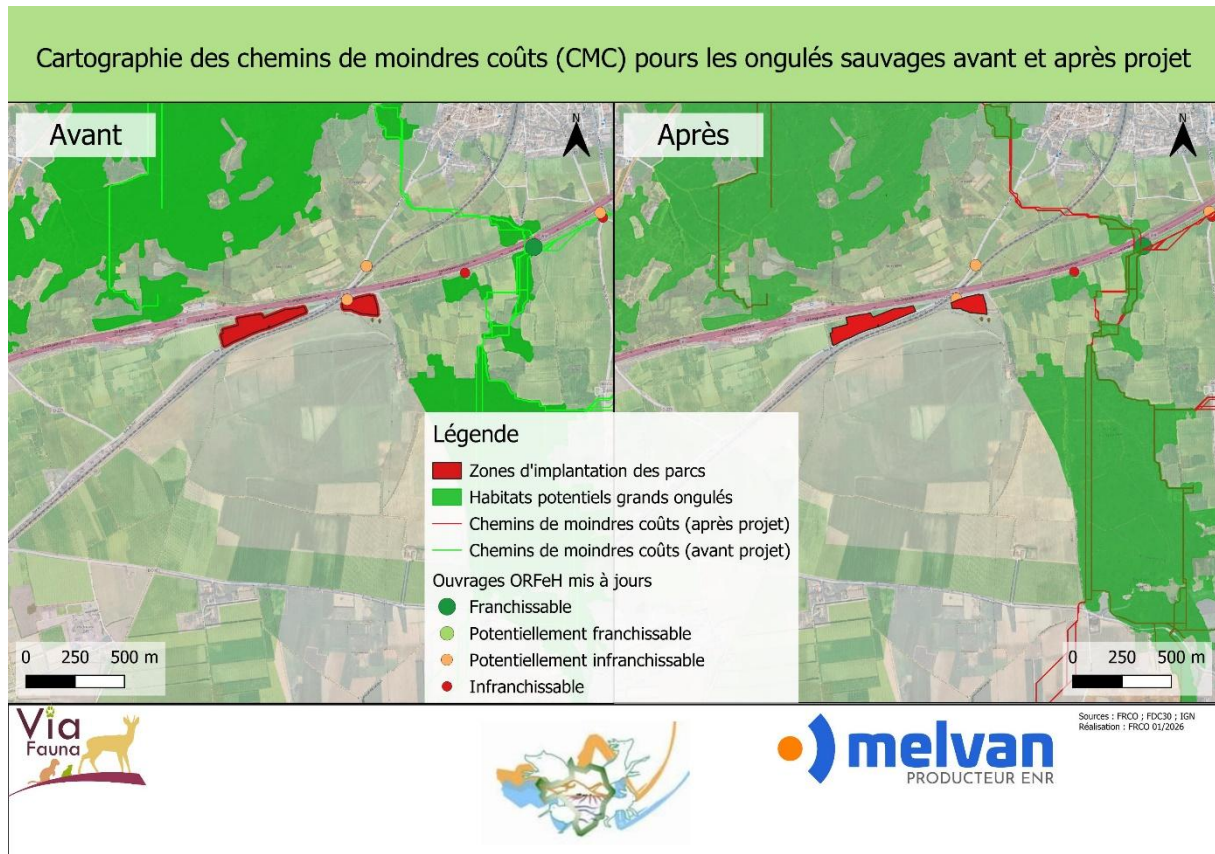 Cartographie des chemins de moindres coûts (CMC) pours les ongulés sauvages avant et après projet
Avant
N
Après
N
Légende
Zones d'implantation des parcs
Habitats potentiels grands ongulés
Chemins de moindres coûts (après projet)
Chemins de moindres coûts (avant projet)
Ouvrages ORFeH mis à jours
Franchissable
Potentiellement franchissable
Potentiellement infranchissable
Infranchissable
0 250 500 m
0 250 500 m
Via
Fauna
melvan
PRODUCTEUR ENR
Sources : FRCO ; FDC30 ; IGN
Réalisation : FRCO 01/2026